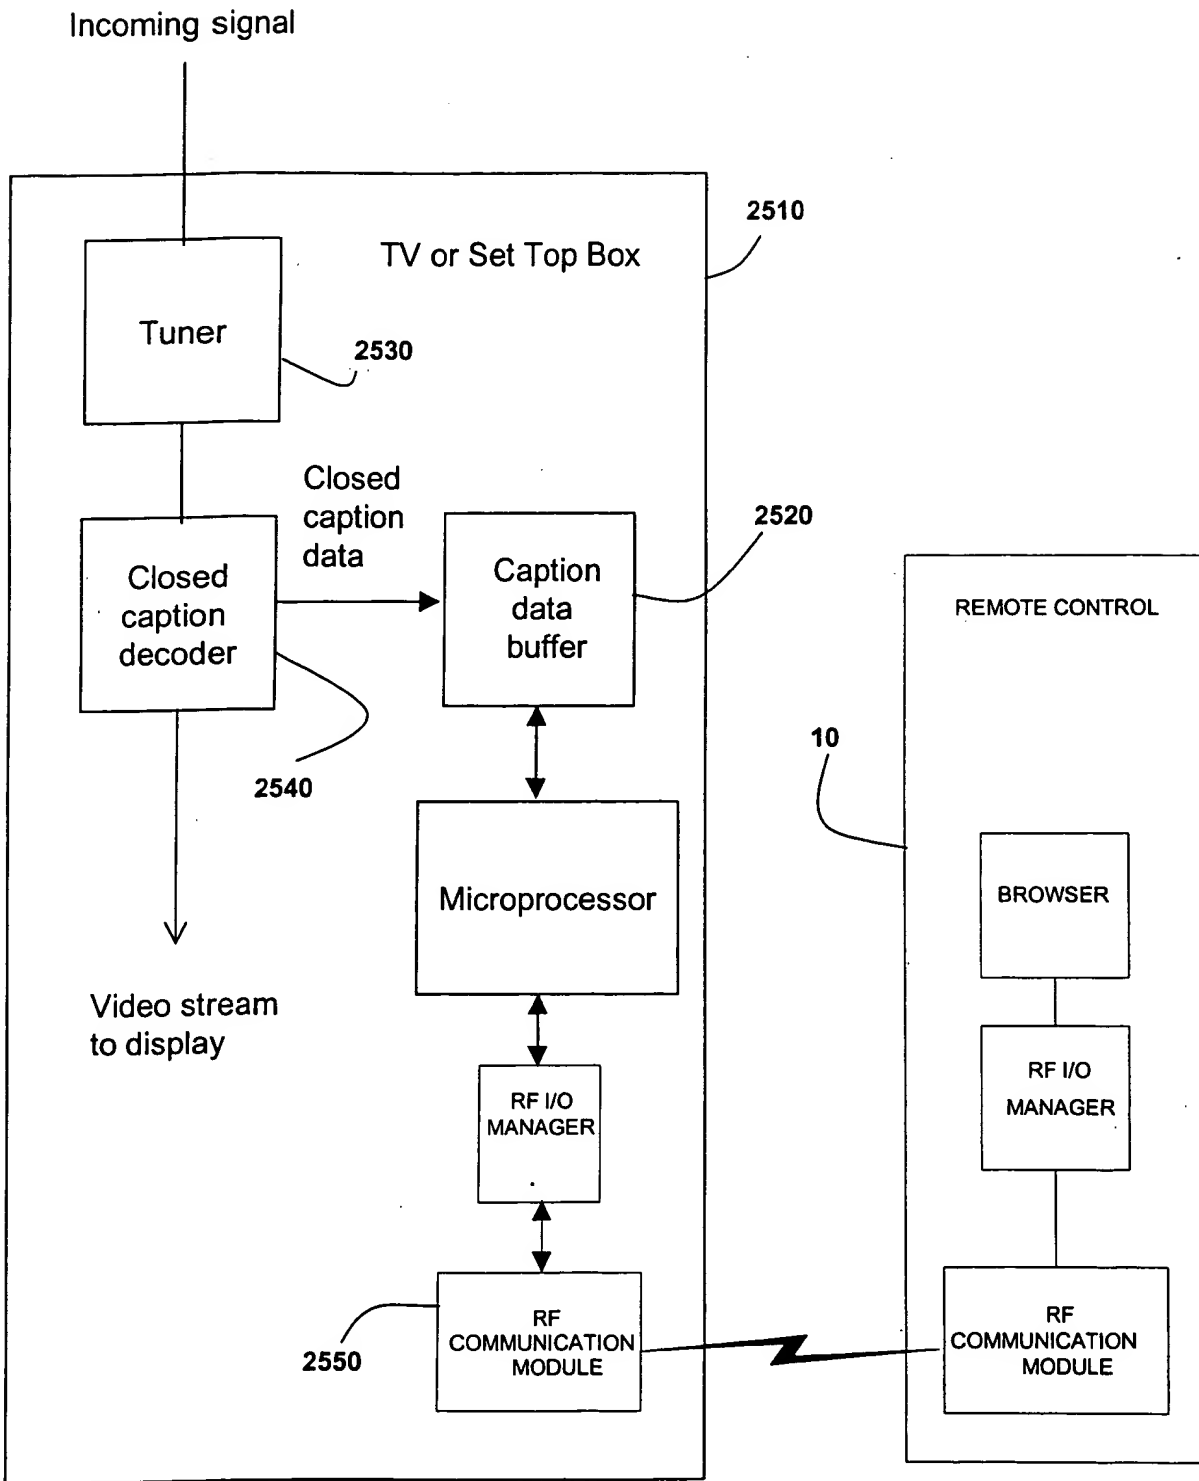 Incoming signal
2510
TV or Set Top Box
Tuner
2530
Closed
caption
data
2520
Closed
caption
decoder
Caption
data
buffer
REMOTE CONTROL
10
2540
Microprocessor
BROWSER
Video stream
to display
RF I/O
MANAGER
RF I/O
MANAGER
2550
RF
COMMUNICATION
MODULE
RF
COMMUNICATION
MODULE